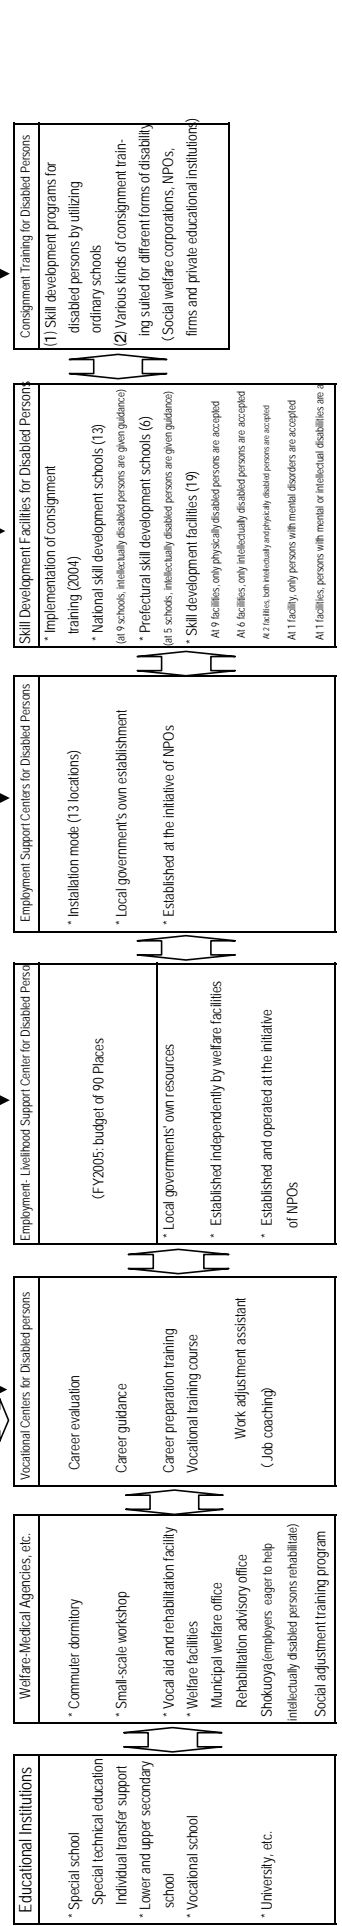 Educational Institutions
* Special school
Special technical education
Individual transfer support
* Lower and upper secondary
school
* Vocational school
* University, etc.
Welfare-Medical Agencies, etc.
* Commuter dormitory
* Small-scale workshop
* Vocal aid and rehabilitation facility
* Welfare facilities
Municipal welfare office
Rehabilitation advisory office
Shokuoya (employers eager to help
intellectually disabled persons rehabilitate)
Social adjustment training program
Vocational Centers for Disabled persons
Career evaluation
Career guidance
Career preparation training
Vocational training course
Work adjustment assistant
( Job coaching)
Employment- Livelihood Support Center for Disabled Perso
(FY2005: budget of 90 Places
* Local governments' own resources
* Established independently by welfare facilities
* Established and operated at the initiative
of NPOs
Employment Support Centers for Disabled Persons
* Installation mode (13 locations)
* Local government's own establishment
* Established at the initiative of NPOs
Skill Development Facilities for Disabled Persons
* Implementation of consignment
training (2004)
* National skill development schools (13)
(at 9 schools, intellectually disabled persons are given guidance)
* Prefectural skill development schools (6)
(at 5 schools, intellectually disabled persons are given guidance)
* Skill development facilities (19)
At 9 facilities, only physically disabled persons are accepted
At 6 facilities, only intellectually disabled persons are accepted
At 2 facilities, both intellectually and physically disabled persons are accepted
At 1 facility, only persons with mental disorders are accepted
At 1 facilities, persons with mental or intellectual disabilities are a
Consignment Training for Disabled Persons
(1) Skill development programs for
disabled persons by utilizing
ordinary schools
(2) Various kinds of consignment train-
ing suited for different forms of disability
(Social welfare corporations, NPOs,
firms and private educational institutions)